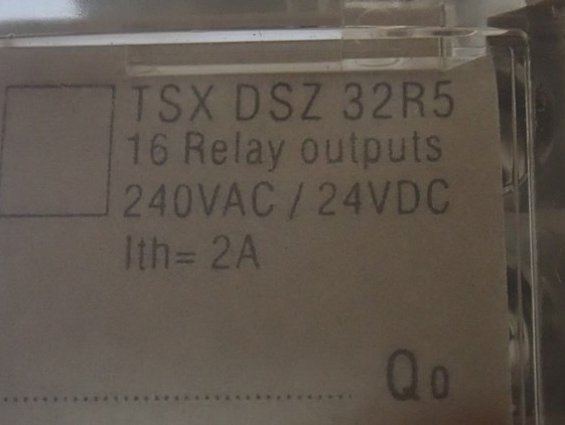 TSX DSZ 32R5
16 Relay outputs
240VAC / 24VDC
Ith= 2A
Q0